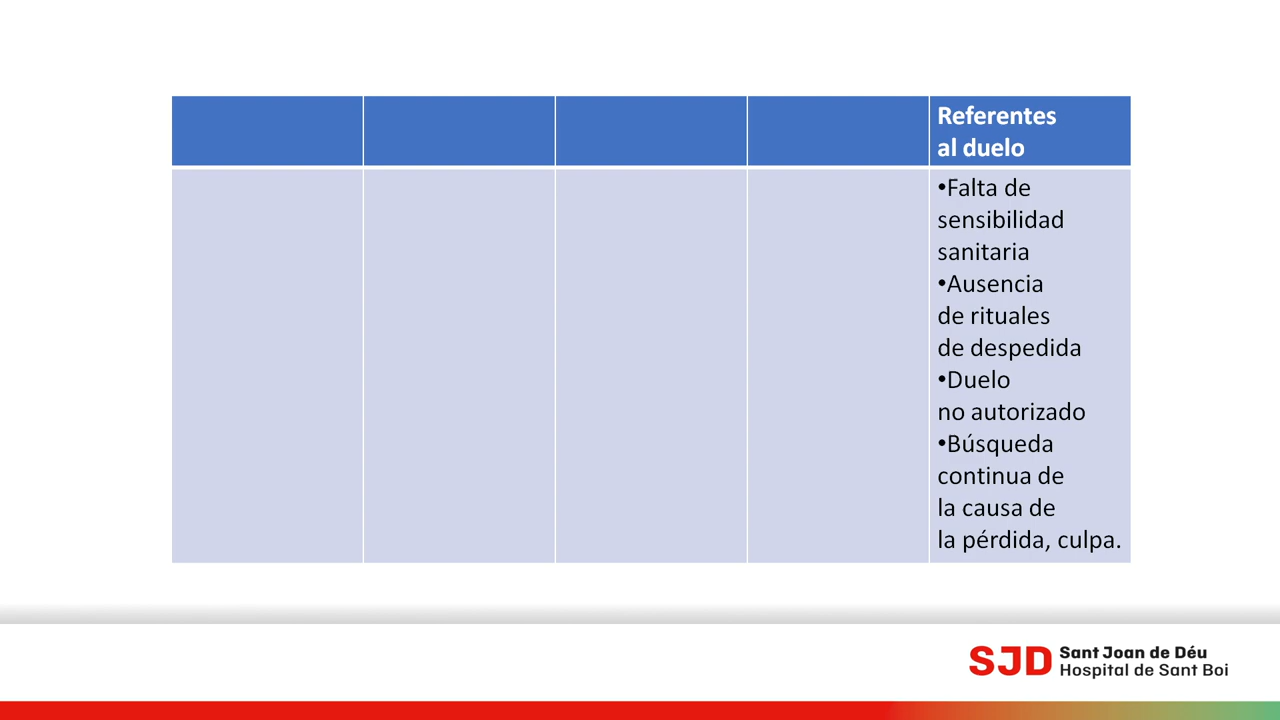 Referentes
al duelo
•Falta de
sensibilidad
sanitaria
•Ausencia
de rituales
de despedida
•Duelo
no autorizado
•Búsqueda
continua de
la causa de
la pérdida, culpa.
SJD Sant Joan de Déu
Hospital de Sant Boi